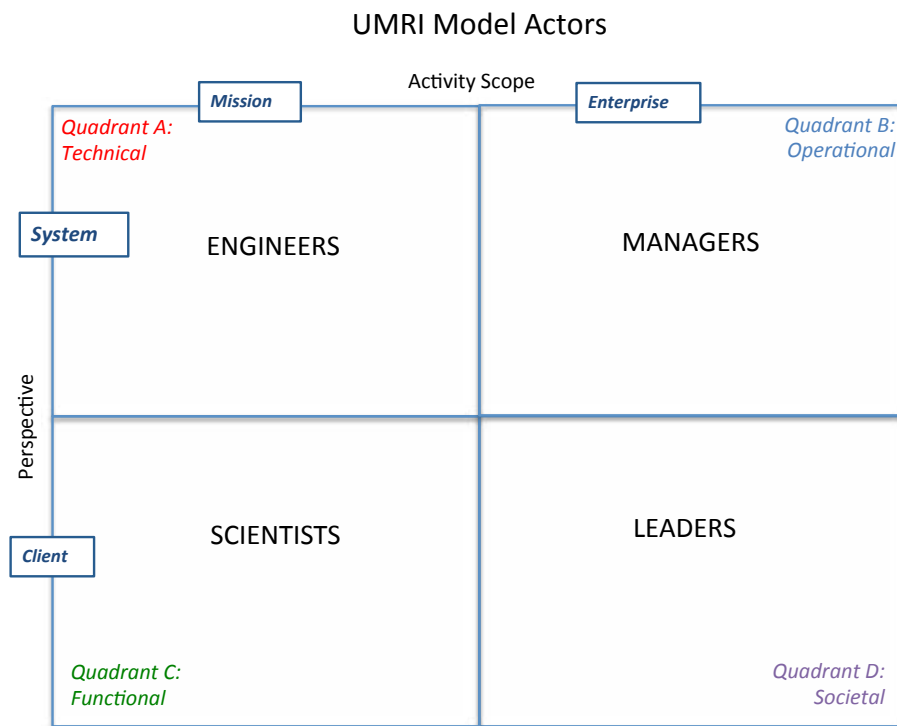 UMRI Model Actors
Activity Scope
Mission
Enterprise
Quadrant A:
Technical
Quadrant B:
Operational
System
ENGINEERS
MANAGERS
Perspective
SCIENTISTS
LEADERS
Client
Quadrant C:
Functional
Quadrant D:
Societal